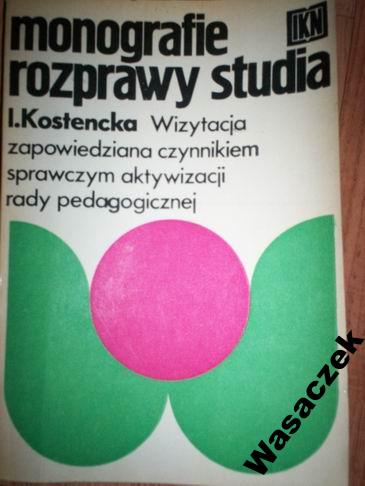 monografie
IKN
rozprawy studia
I.Kostencka Wizytacja
zapowiedziana czynnikiem
sprawczym aktywizacji
rady pedagogicznej
Wasaczek